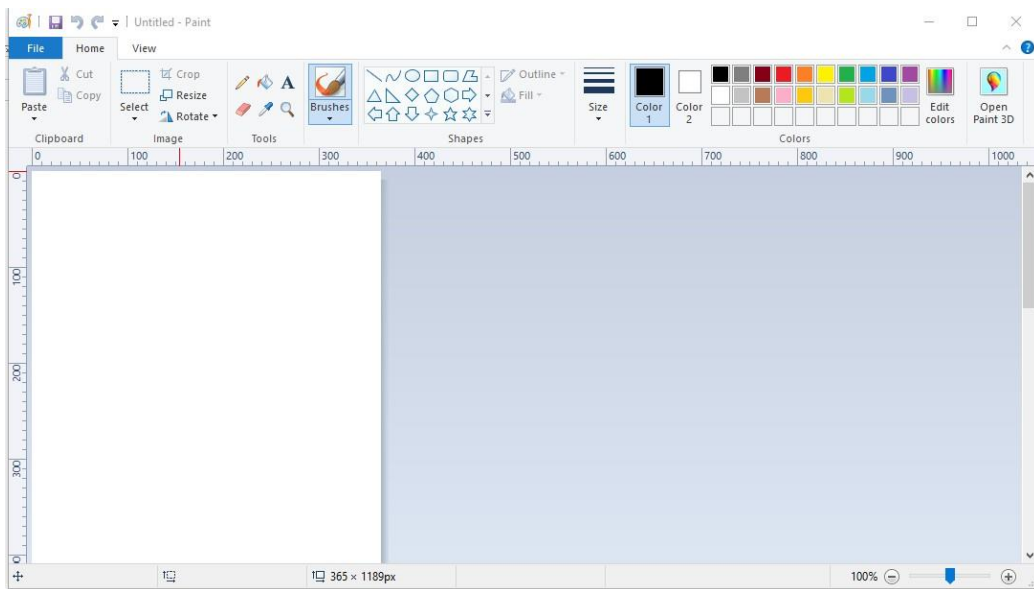 Untitled - Paint
File Home View
Paste
Cut
Copy
Clipboard
Select
Crop
Resize
Rotate
Image
A
Tools
Brushes
Outline
Fill
Shapes
Size
Color 1
Color 2
Colors
Edit colors
Open Paint 3D
0 100 200 300 400 500 600 700 800 900 1000
0
100
200
300
365 × 1189px
100%